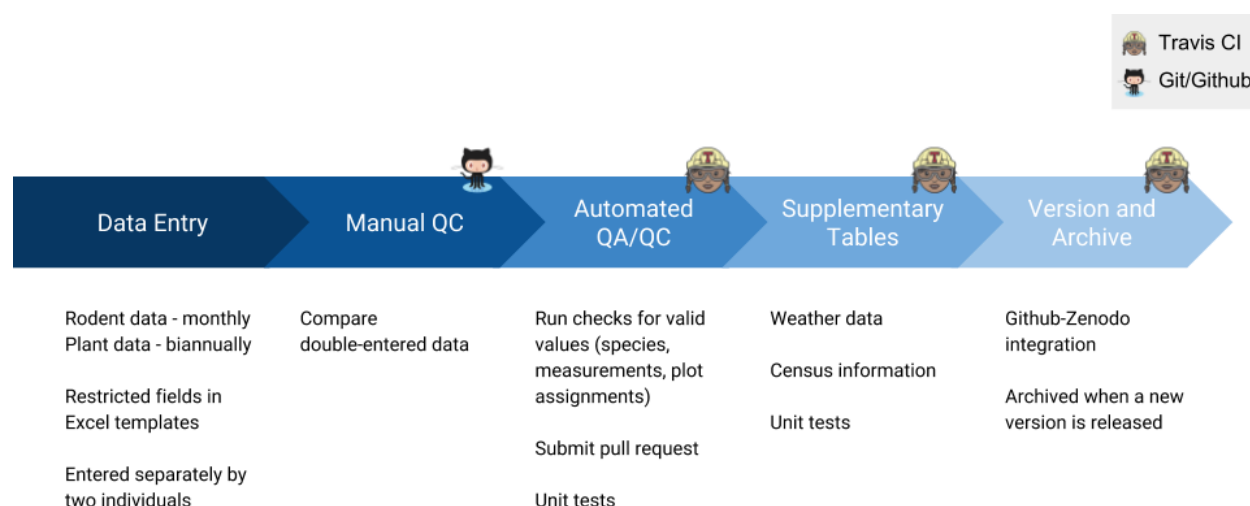 Travis CI
Git/Github
Data Entry
Manual QC
Automated
QA/QC
Supplementary
Tables
Version and
Archive
Rodent data - monthly
Plant data - biannually
Restricted fields in
Excel templates
Entered separately by
two individuals
Compare
double-entered data
Run checks for valid
values (species,
measurements, plot
assignments)
Submit pull request
Unit tests
Weather data
Census information
Unit tests
Github-Zenodo
integration
Archived when a new
version is released